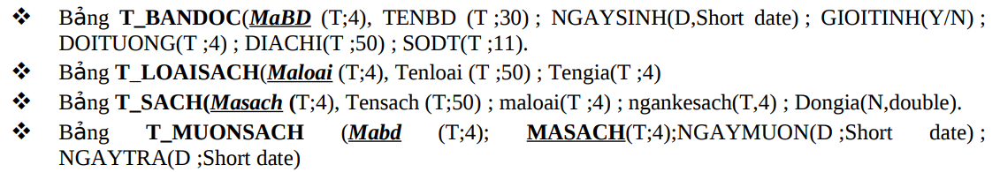 ❖ Bảng T_BANDOC(MaBD (T;4), TENBD (T ;30) ; NGAYSINH(D,Short date) ; GIOITINH(Y/N) ;
DOITUONG(T ;4) ; DIACHI(T ;50) ; SODT(T ;11).
❖ Bảng T_LOAISACH(Maloai (T;4), Tenloai (T ;50) ; Tengia(T ;4)
❖ Bảng T_SACH(Masach (T;4), Tensach (T;50) ; maloai(T ;4) ; ngankesach(T,4) ; Dongia(N,double).
❖ Bảng T_MUONSACH (Mabd (T;4); MASACH(T;4);NGAYMUON(D ;Short date) ;
NGAYTRA(D ;Short date)